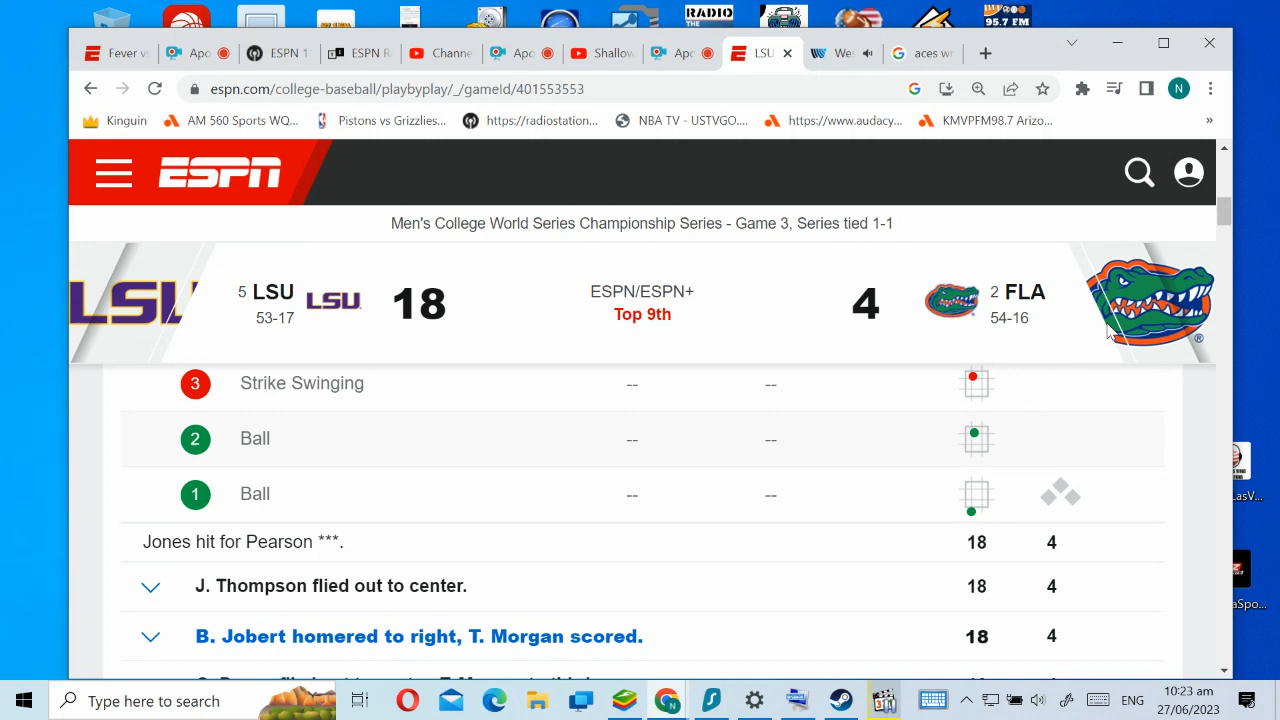 RADIO
THE
95.7 FM
Fever v
Apo
ESPN 1
ESPN R
Channe
Apo
Shallow
Apo
LSU
We
aces w
espn.com/college-baseball/playbyplay/_/gameId/401553553
N
Kinguin
AM 560 Sports WQ...
Pistons vs Grizzlies...
https://radiostation...
NBA TV - USTVGO....
https://www.audacy...
KMVPFM98.7 Arizo...
»
ESPN
Men's College World Series Championship Series - Game 3, Series tied 1-1
LSU 5 LSU LSU 18 ESPN/ESPN+ 4 2 FLA
53-17 Top 9th 54-16 ®
3 Strike Swinging -- --
2 Ball -- --
1 Ball -- --
Jones hit for Pearson ***. 18 4
J. Thompson flied out to center. 18 4
B. Jobert homered to right, T. Morgan scored. 18 4
LasV...
aSpo...
Type here to search
ENG
10:23 am
27/06/2023